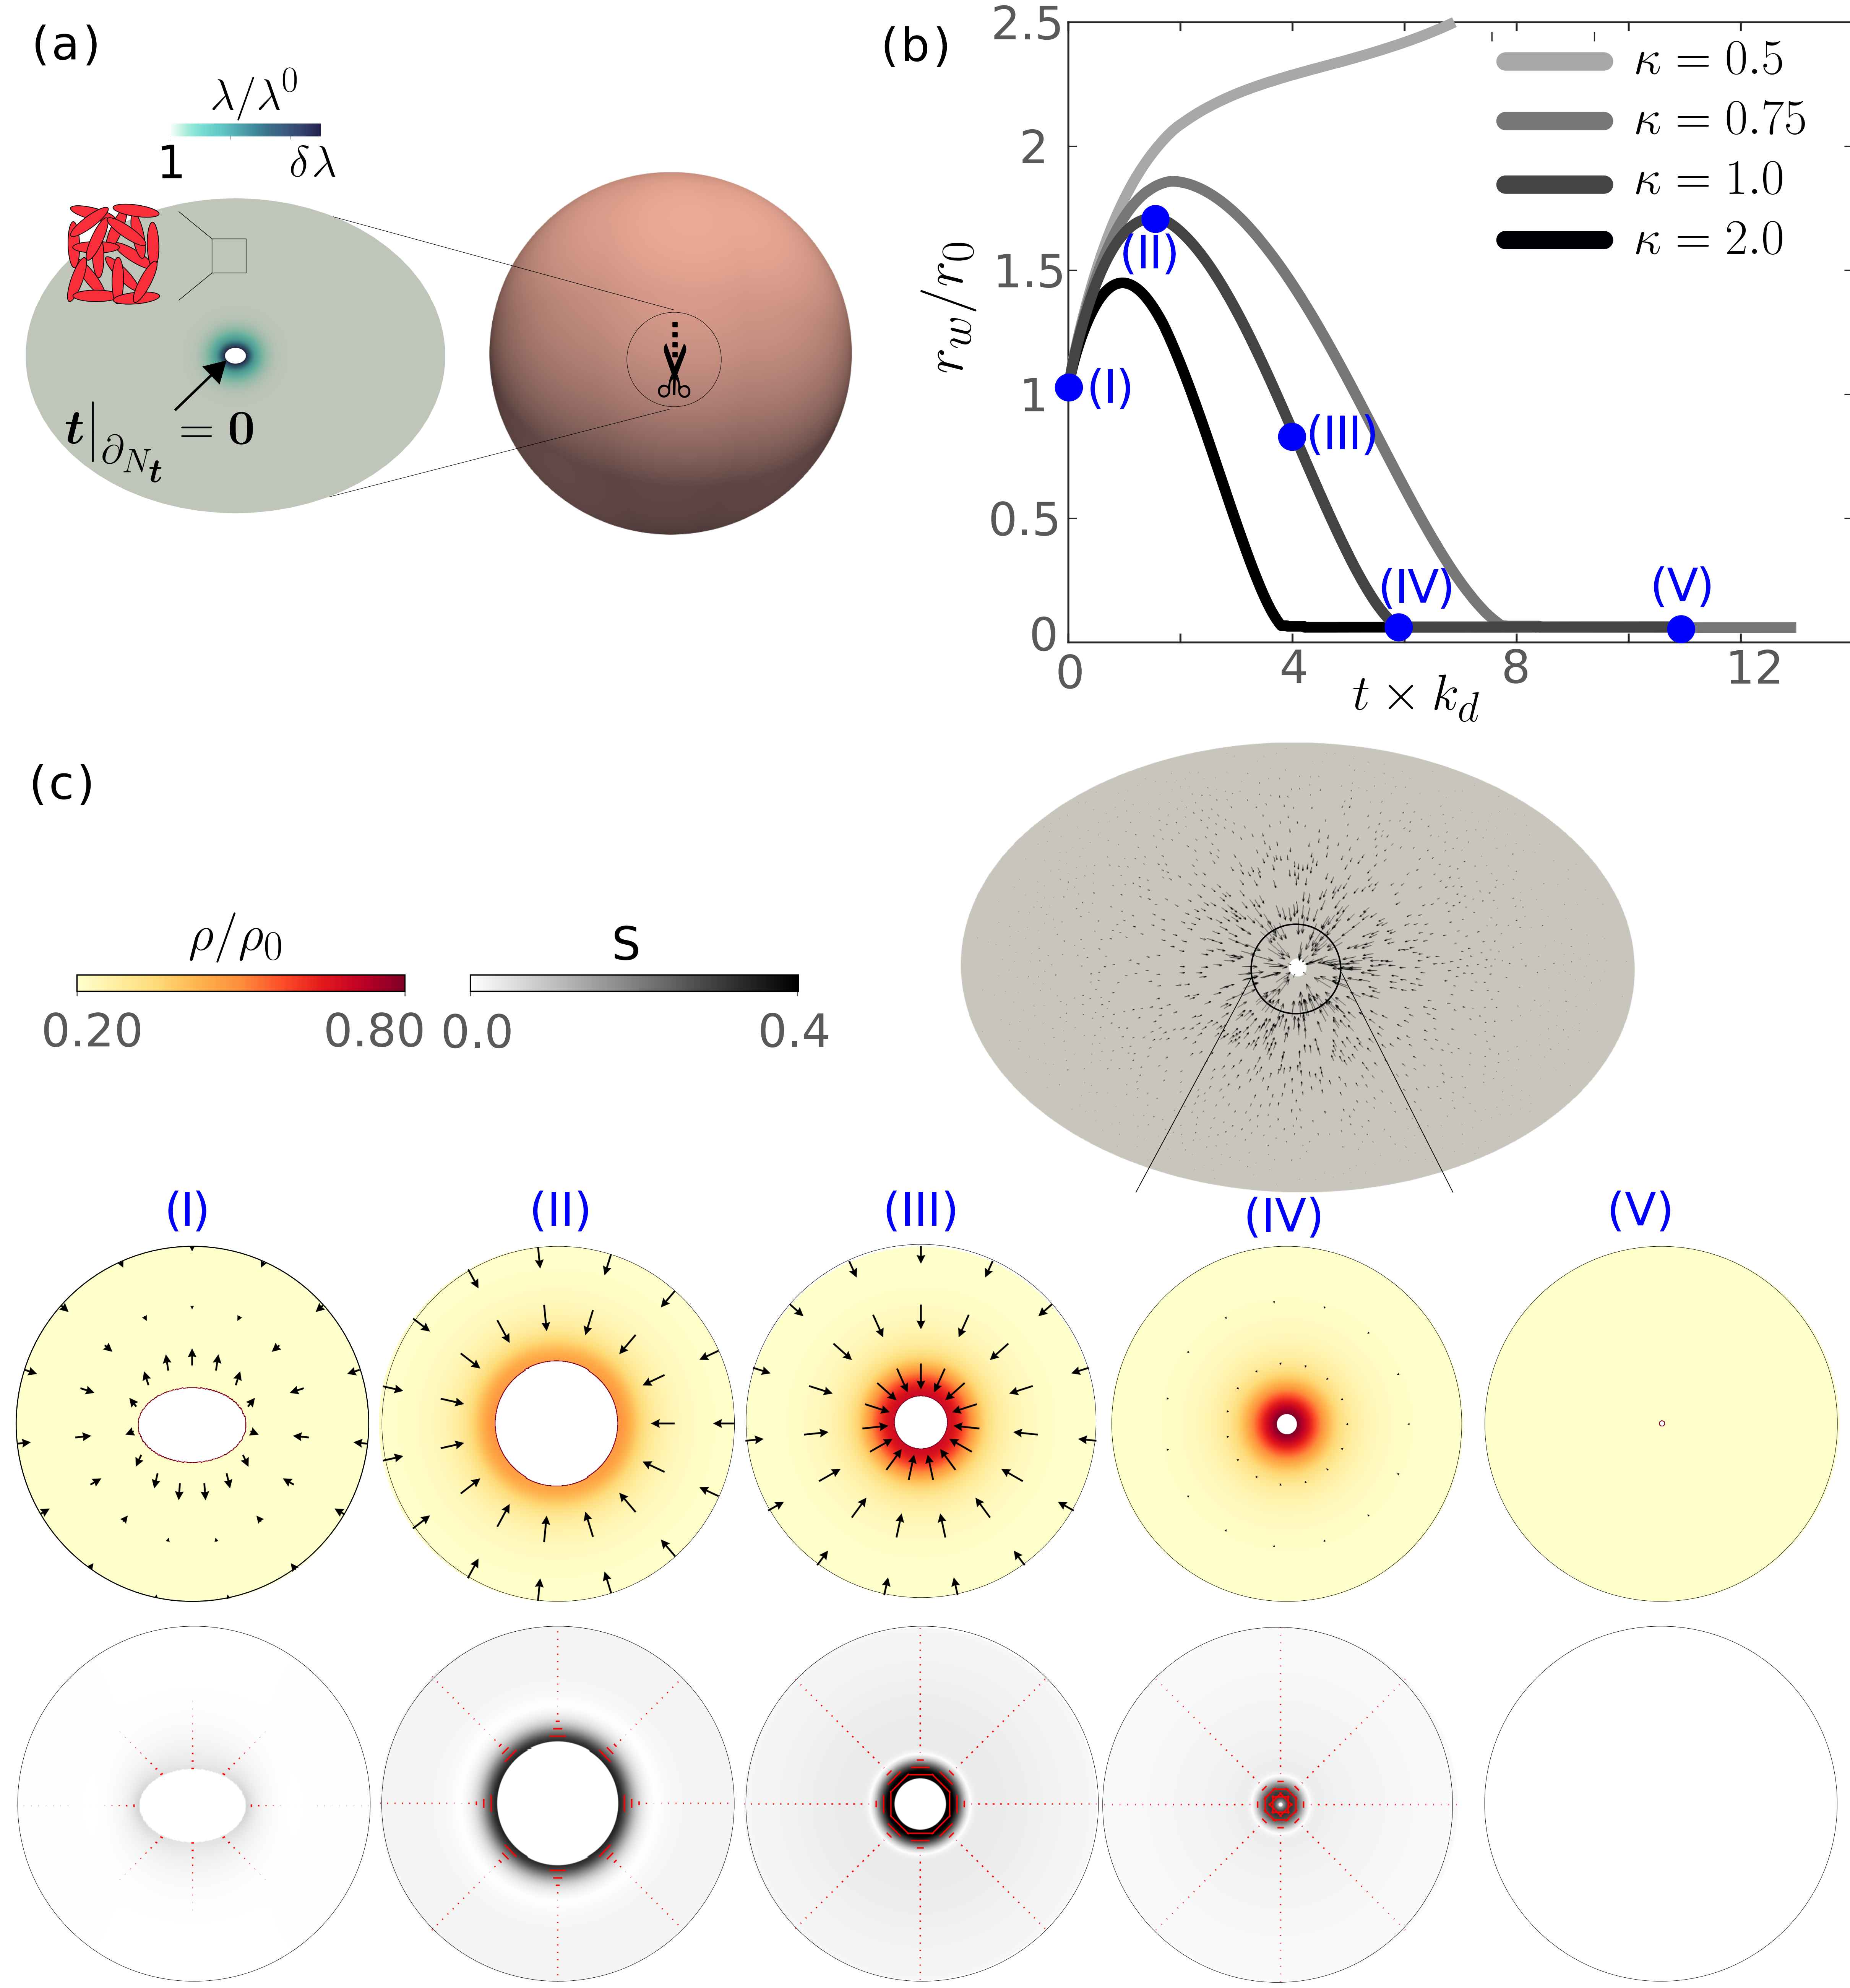 (a)
λ/λ⁰
1 δλ
t|∂N_t = 0
(b)
r_w/r_0
2.5
2
1.5
1
0.5
0
0 4 8 12
t × k_d
κ = 0.5
κ = 0.75
κ = 1.0
κ = 2.0
(I)
(II)
(III)
(IV)
(V)
(c)
ρ/ρ_0
0.20 0.80
S
0.0 0.4
(I) (II) (III) (IV) (V)